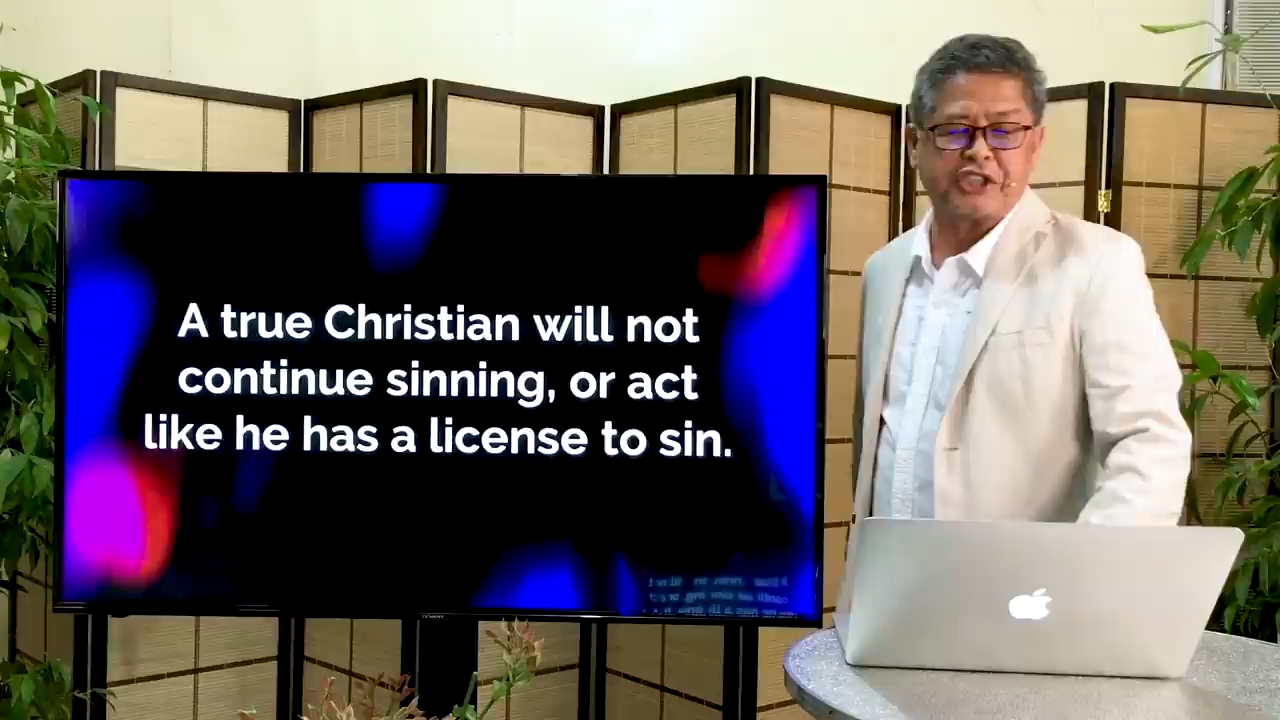 A true Christian will not
continue sinning, or act
like he has a license to sin.